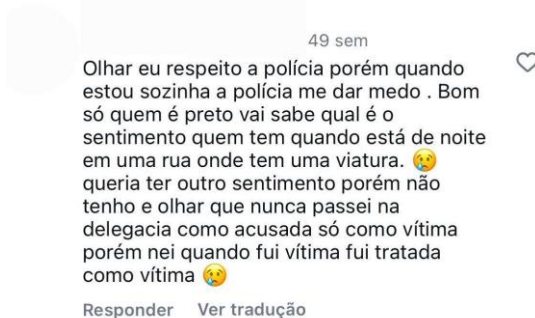 49 sem
Olhar eu respeito a polícia porém quando
estou sozinha a polícia me dar medo . Bom
só quem é preto vai sabe qual é o
sentimento quem tem quando está de noite
em uma rua onde tem uma viatura. 😢
queria ter outro sentimento porém não
tenho e olhar que nunca passei na
delegacia como acusada só como vítima
porém nei quando fui vítima fui tratada
como vítima 😢
Responder Ver tradução